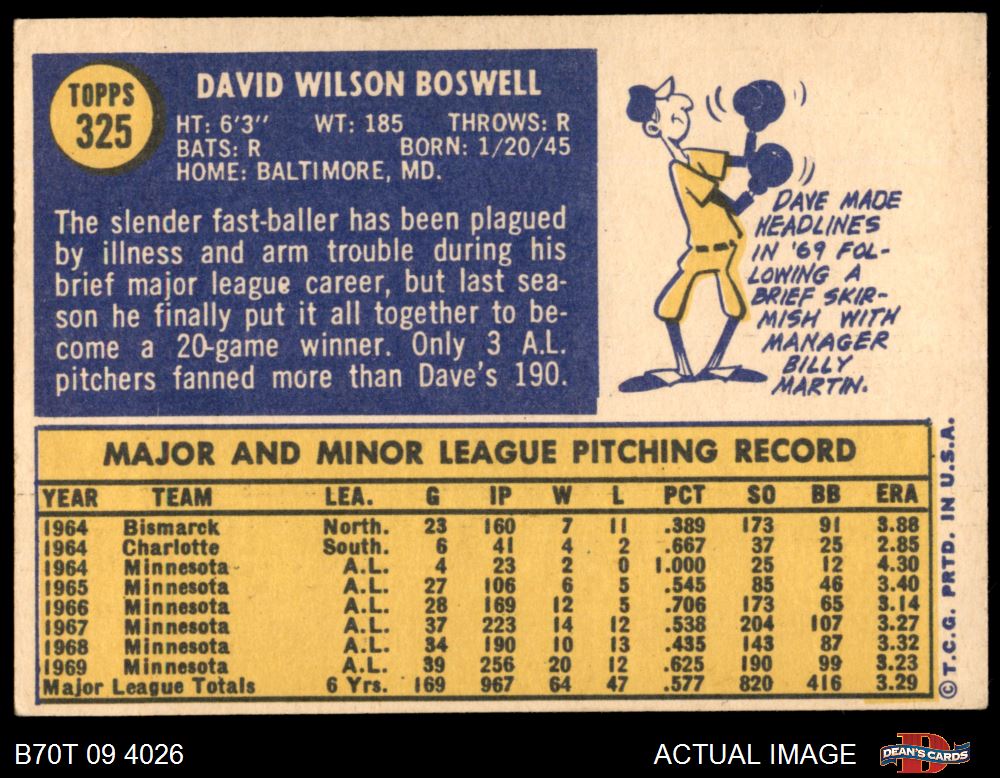 TOPPS
325
DAVID WILSON BOSWELL
HT: 6'3" WT: 185 THROWS: R
BATS: R BORN: 1/20/45
HOME: BALTIMORE, MD.
The slender fast-baller has been plagued
by illness and arm trouble during his
brief major league career, but last sea-
son he finally put it all together to be-
come a 20-game winner. Only 3 A.L.
pitchers fanned more than Dave's 190.
DAVE MADE
HEADLINES
IN '69 FOL-
LOWING A
BRIEF SKIR-
MISH WITH
MANAGER
BILLY
MARTIN.
MAJOR AND MINOR LEAGUE PITCHING RECORD
YEAR TEAM LEA. G IP W L PCT SO BB ERA
1964 Bismarck North. 23 160 7 11 .389 173 91 3.88
1964 Charlotte South. 6 41 4 2 .667 37 25 2.85
1964 Minnesota A.L. 4 23 2 0 1.000 25 12 4.30
1965 Minnesota A.L. 27 106 6 5 .545 85 46 3.40
1966 Minnesota A.L. 28 169 12 5 .706 173 65 3.14
1967 Minnesota A.L. 37 223 14 12 .538 204 107 3.27
1968 Minnesota A.L. 34 190 10 13 .435 143 87 3.32
1969 Minnesota A.L. 39 256 20 12 .625 190 99 3.23
Major League Totals 6 Yrs. 169 967 64 47 .577 820 416 3.29
© T.C.G. PRTD. IN U.S.A.
B70T 09 4026
ACTUAL IMAGE
D
DEAN'S CARDS